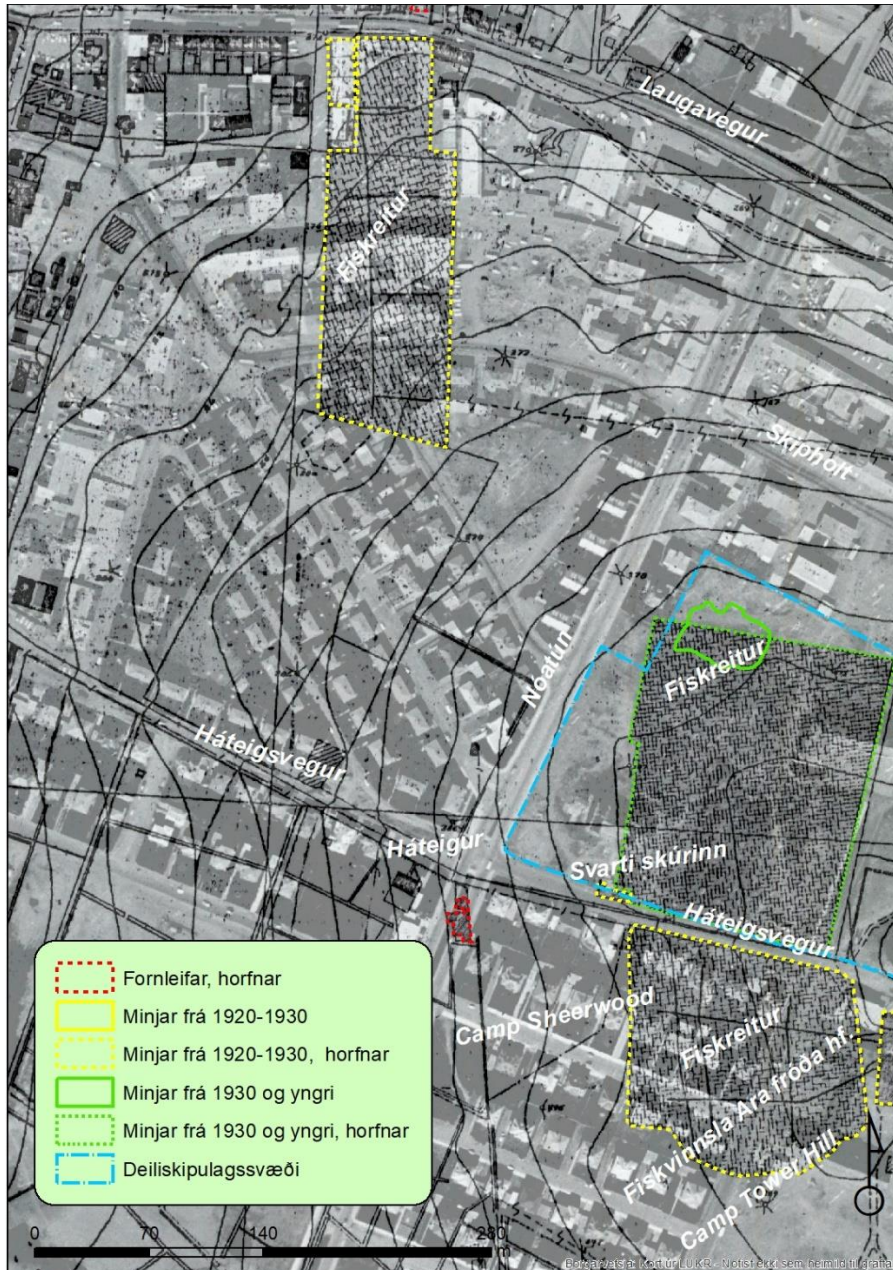 Laugavegur
Fiskreitur
Skipholt
Nóatún
Fiskreitur
Háteigsvegur
Háteigur
Svarti skúrinn
Háteigsvegur
Camp Sheerwood
Fiskreitur
Fiskvinnsla Ara fróða hf.
Camp Tower Hill
Fornleifar, horfnar
Minjar frá 1920-1930
Minjar frá 1920-1930, horfnar
Minjar frá 1930 og yngri
Minjar frá 1930 og yngri, horfnar
Deiliskipulagssvæði
0 70 140 280
m